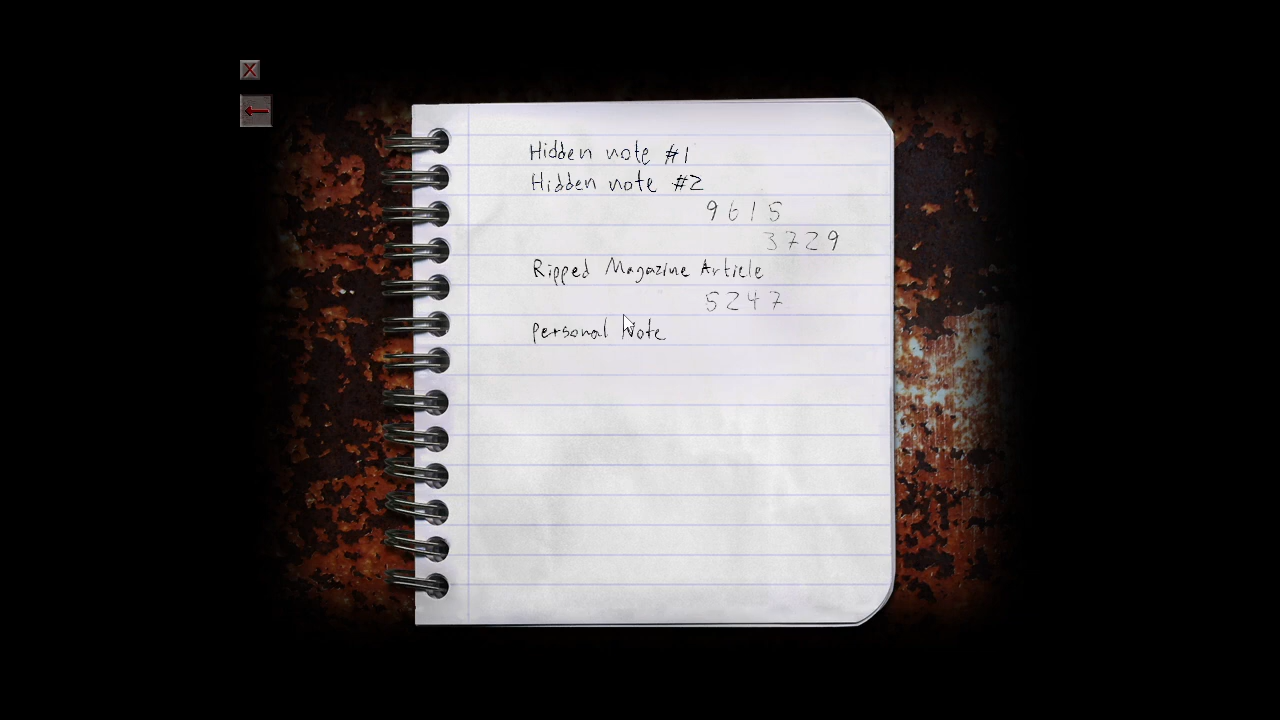 Hidden note #1
Hidden note #2
9615
3729
Ripped Magazine Article
5247
Personal Note